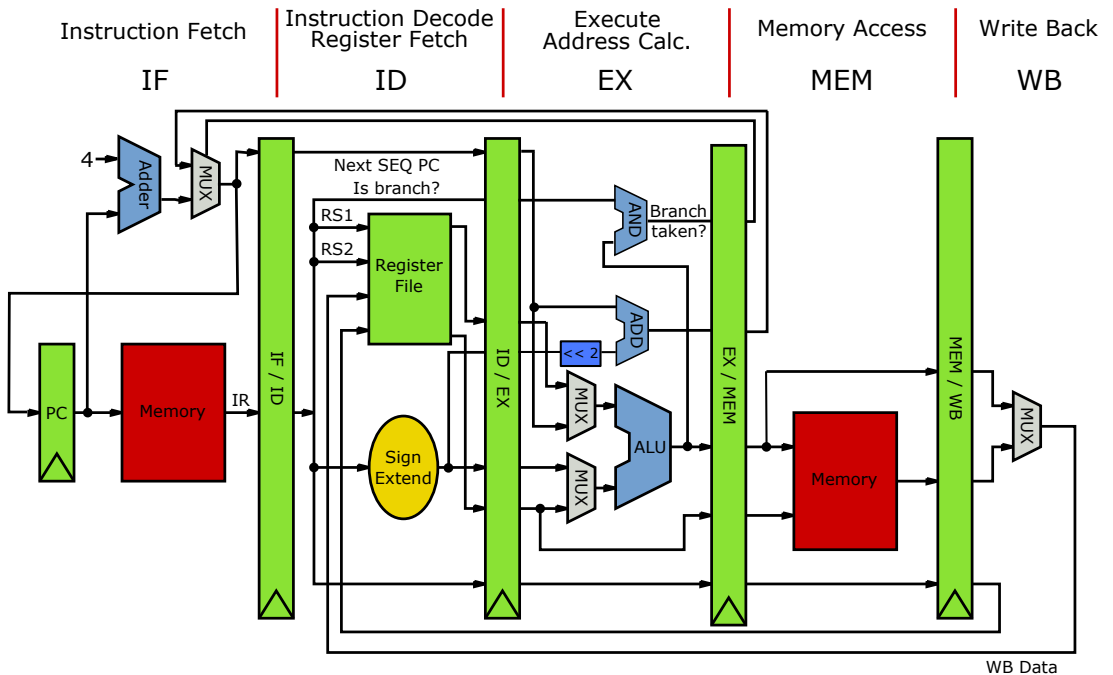 Instruction Fetch
IF
Instruction Decode
Register Fetch
ID
Execute
Address Calc.
EX
Memory Access
MEM
Write Back
WB
4
Adder
MUX
Next SEQ PC
Is branch?
RS1
RS2
Register
File
AND
Branch
taken?
ADD
<< 2
IF / ID
ID / EX
EX / MEM
MEM / WB
PC
Memory
IR
MUX
MUX
ALU
Sign
Extend
Memory
MUX
WB Data